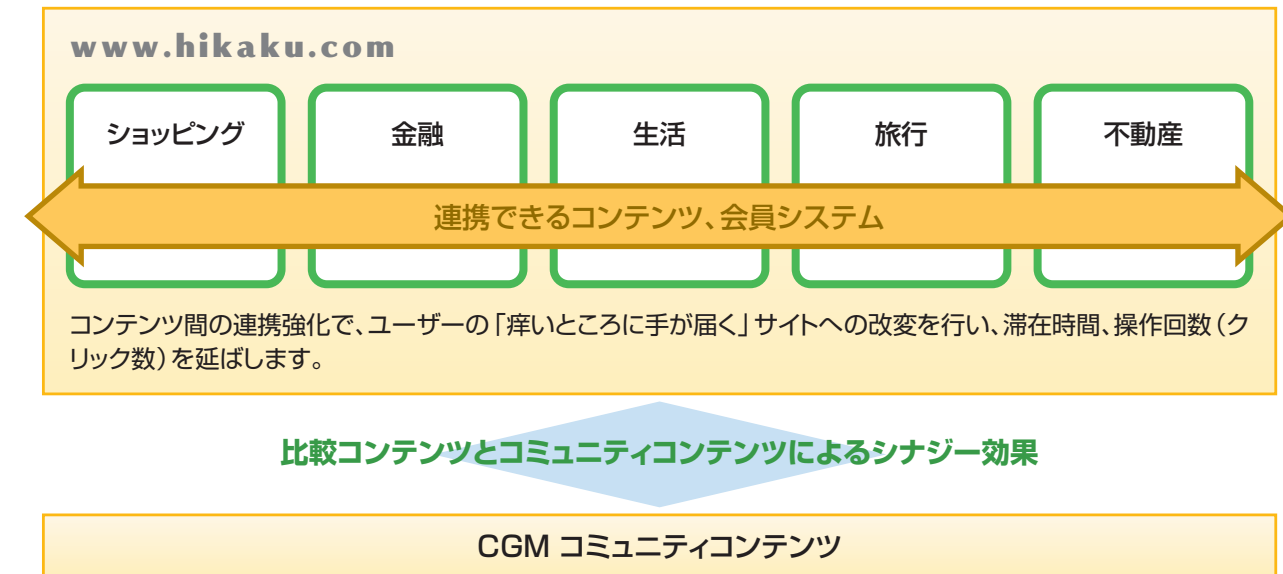 www.hikaku.com
ショッピング
金融
生活
旅行
不動産
連携できるコンテンツ、会員システム
コンテンツ間の連携強化で、ユーザーの「痒いところに手が届く」サイトへの改変を行い、滞在時間、操作回数(ク
リック数)を延ばします。
比較コンテンツとコミュニティコンテンツによるシナジー効果
CGM コミュニティコンテンツ